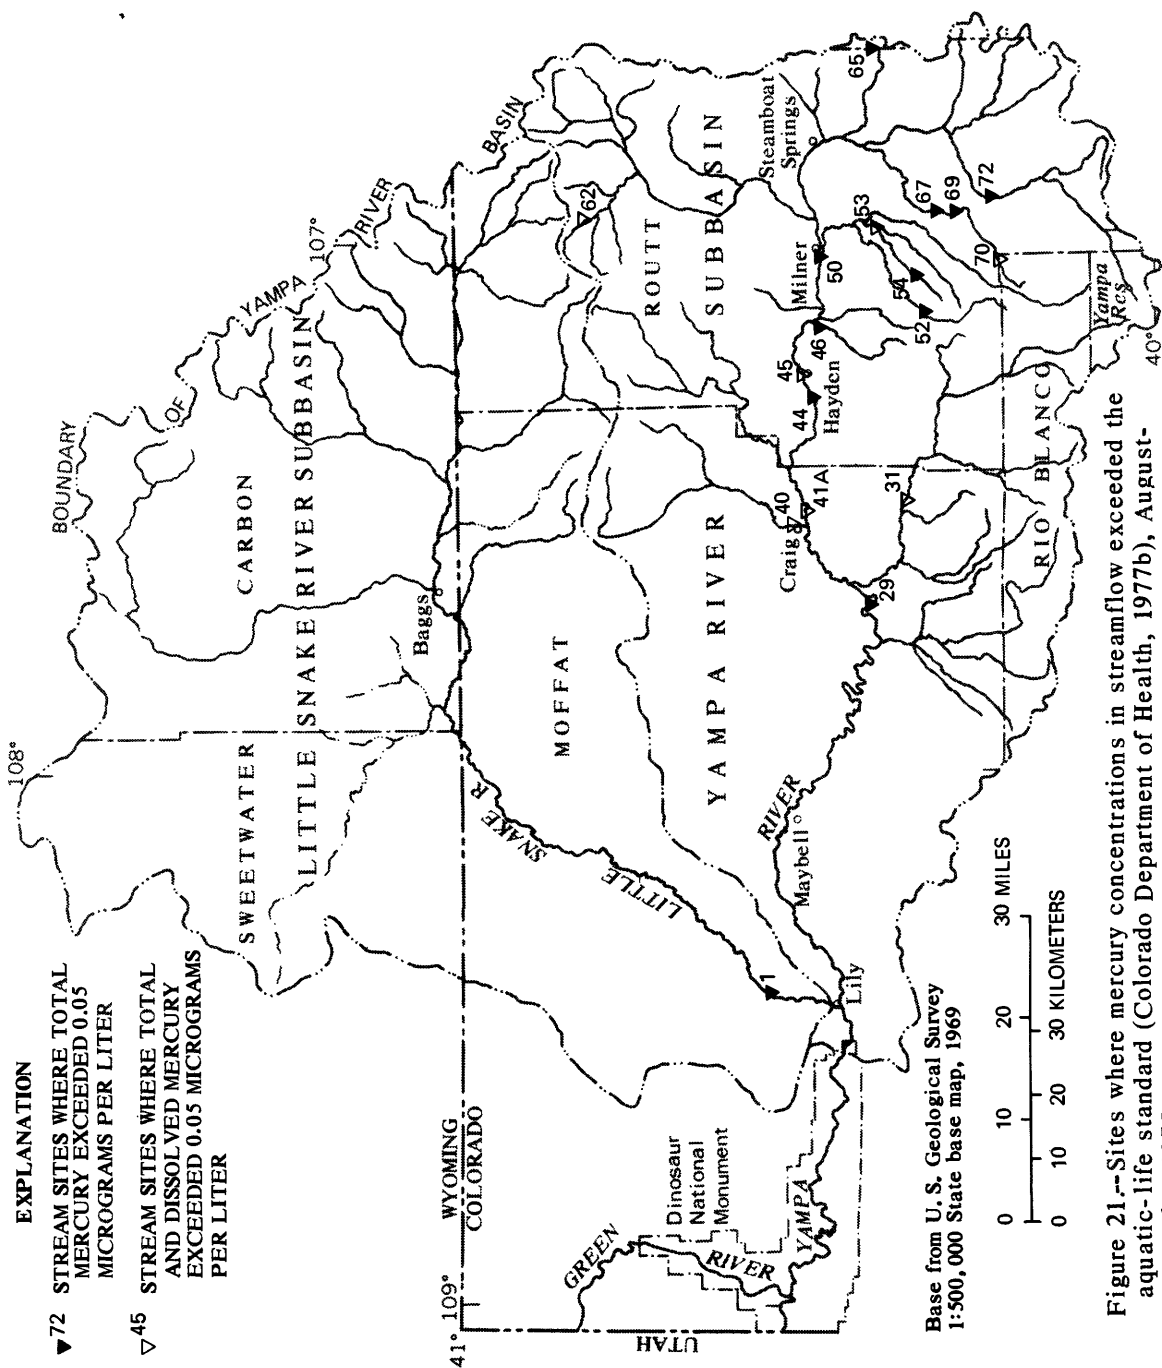 EXPLANATION
72 STREAM SITES WHERE TOTAL
MERCURY EXCEEDED 0.05
MICROGRAMS PER LITER
45 STREAM SITES WHERE TOTAL
AND DISSOLVED MERCURY
EXCEEDED 0.05 MICROGRAMS
PER LITER
108°
BOUNDARY
OF
YAMPA
RIVER
BASIN
107°
SWEETWATER
CARBON
LITTLE SNAKE RIVER SUBBASIN
Baggs
41°
109°
WYOMING
COLORADO
UTAH
GREEN
RIVER
Dinosaur
National
Monument
YAMPA
LITTLE
SNAKE R
MOFFAT
ROUTT
62
YAMPA RIVER
SUBBASIN
1
Lily
Maybell
RIVER
Craig
40
41A
44
45
Hayden
46
Milner
50
Steamboat
Springs
65
29
31
52
54
53
67
69
72
70
RIO BLANCO
Yampa
Res
40°
Base from U. S. Geological Survey
1:500,000 State base map, 1969
0 10 20 30 MILES
0 10 20 30 KILOMETERS
Figure 21.--Sites where mercury concentrations in streamflow exceeded the
aquatic-life standard (Colorado Department of Health, 1977b), August-